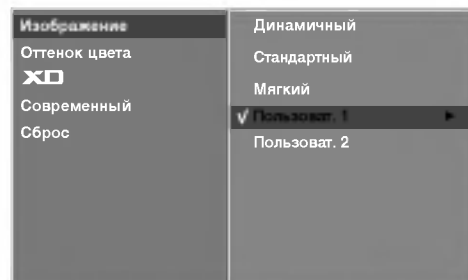 Изображение
Оттенок цвета
XD
Современный
Сброс
Динамичный
Стандартный
Мягкий
√ Пользоват. 1 ►
Пользоват. 2